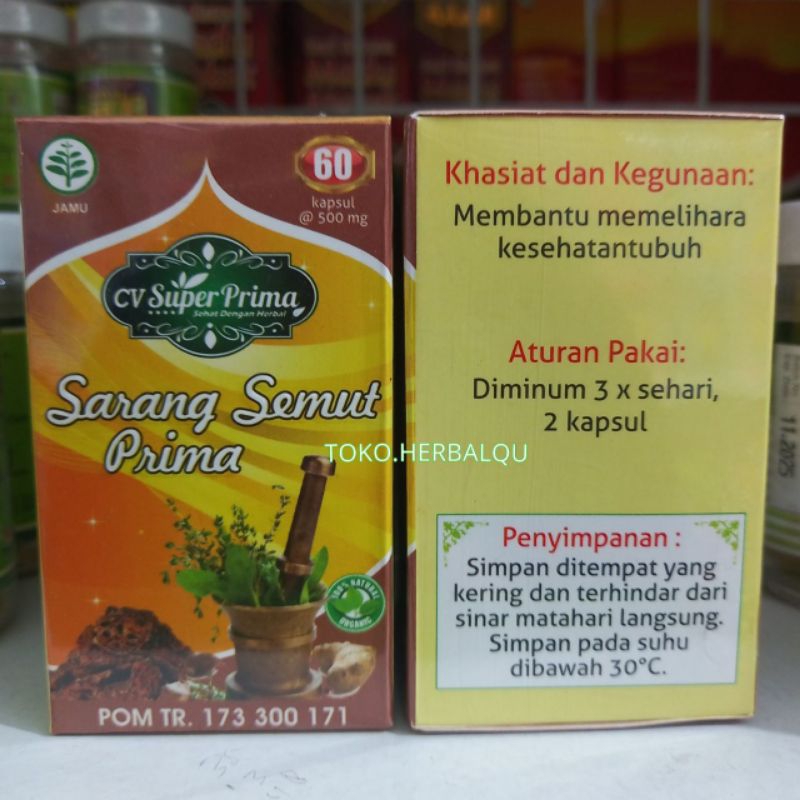 JAMU
60
kapsul
@ 500 mg
CV Super Prima
Sehat Dengan Herbal
Sarang Semut
Prima
100% NATURAL
ORGANIC
POM TR. 173 300 171
TOKO.HERBALQU
Khasiat dan Kegunaan:
Membantu memelihara
kesehatantubuh
Aturan Pakai:
Diminum 3 x sehari,
2 kapsul
Penyimpanan :
Simpan ditempat yang
kering dan terhindar dari
sinar matahari langsung.
Simpan pada suhu
dibawah 30°C.
11.2025